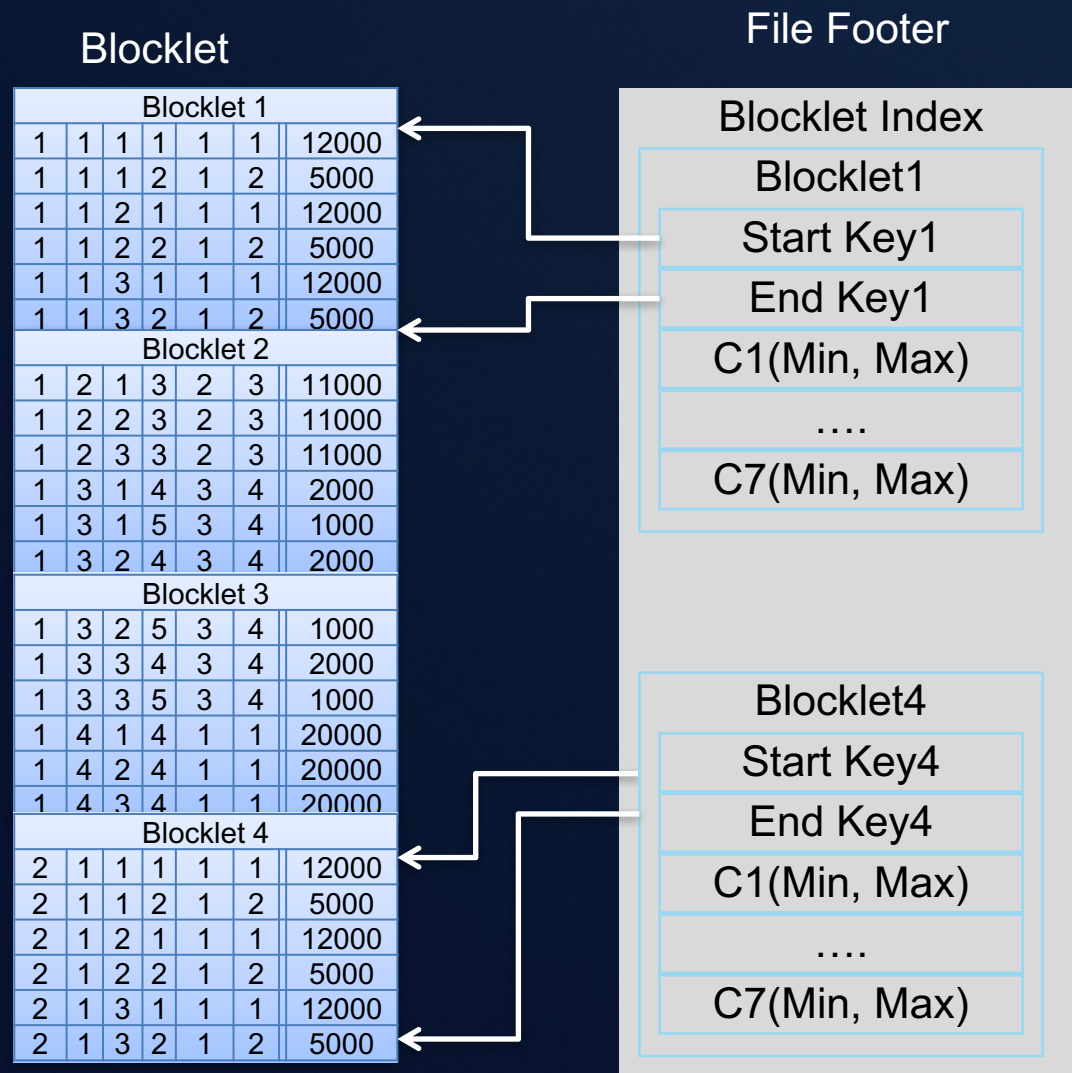 Blocklet
Blocklet 1
1 1 1 1 1 1 12000
1 1 1 2 1 2 5000
1 1 2 1 1 1 12000
1 1 2 2 1 2 5000
1 1 3 1 1 1 12000
1 1 3 2 1 2 5000
Blocklet 2
1 2 1 3 2 3 11000
1 2 2 3 2 3 11000
1 2 3 3 2 3 11000
1 3 1 4 3 4 2000
1 3 1 5 3 4 1000
1 3 2 4 3 4 2000
Blocklet 3
1 3 2 5 3 4 1000
1 3 3 4 3 4 2000
1 3 3 5 3 4 1000
1 4 1 4 1 1 20000
1 4 2 4 1 1 20000
1 4 3 4 1 1 20000
Blocklet 4
2 1 1 1 1 1 12000
2 1 1 2 1 2 5000
2 1 2 1 1 1 12000
2 1 2 2 1 2 5000
2 1 3 1 1 1 12000
2 1 3 2 1 2 5000
File Footer
Blocklet Index
Blocklet1
Start Key1
End Key1
C1(Min, Max)
....
C7(Min, Max)
Blocklet4
Start Key4
End Key4
C1(Min, Max)
....
C7(Min, Max)